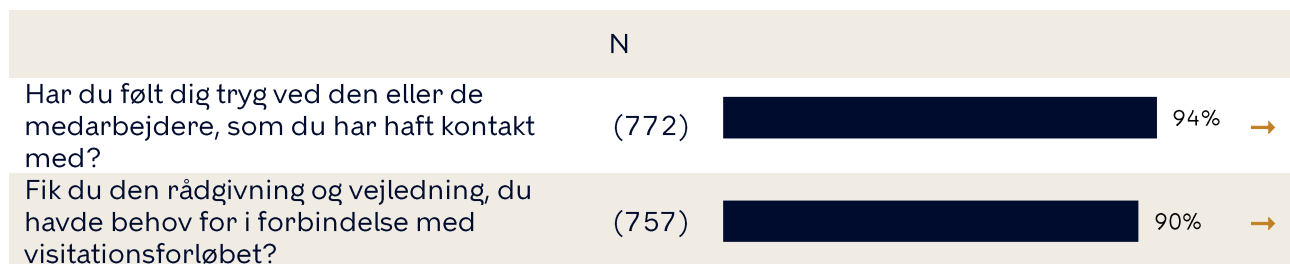 N
Har du følt dig tryg ved den eller de
medarbejdere, som du har haft kontakt
med?
(772)
94%
→
Fik du den rådgivning og vejledning, du
havde behov for i forbindelse med
visitationsforløbet?
(757)
90%
→